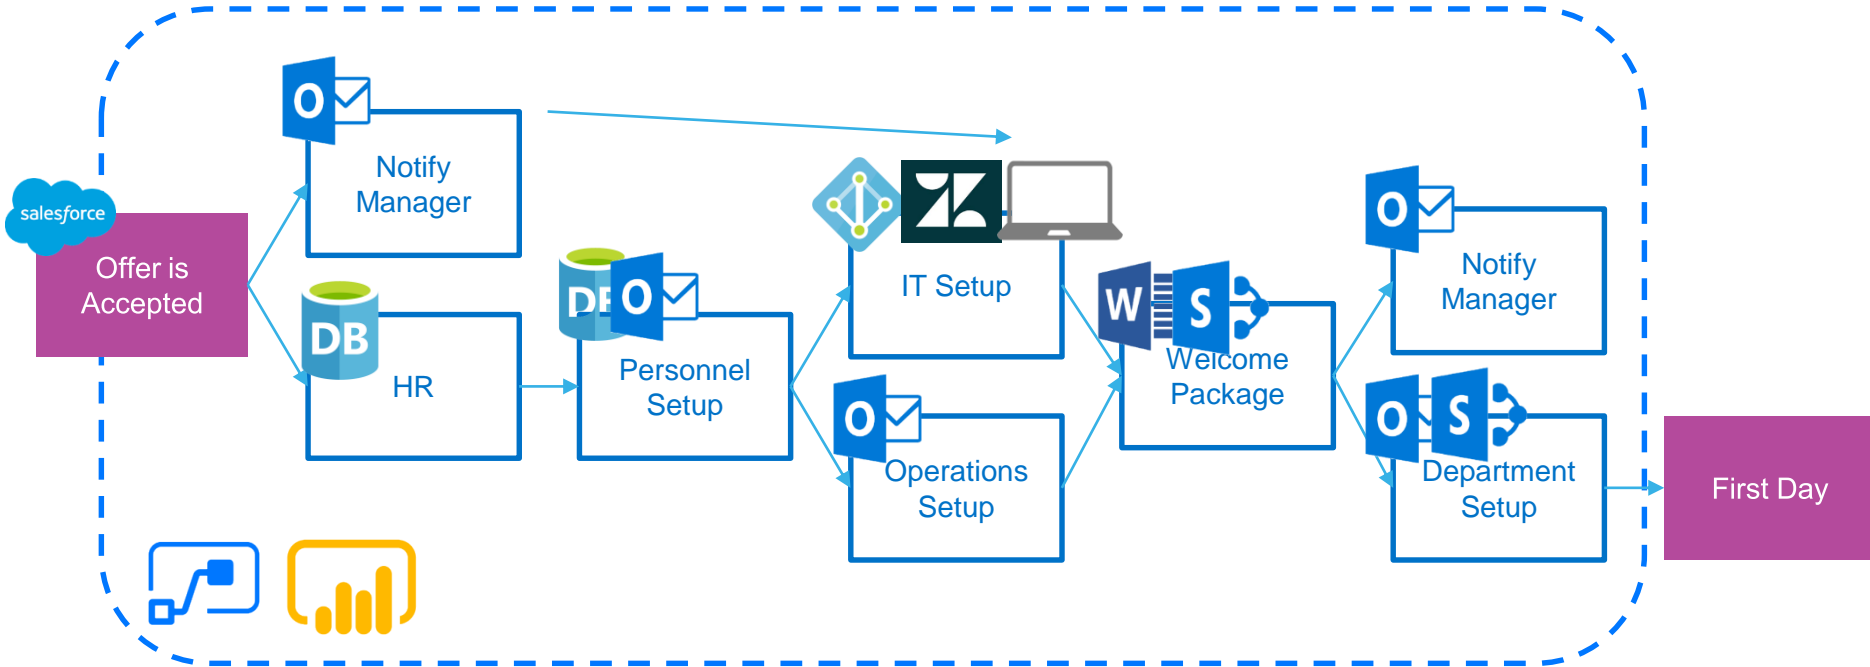 Notify
Manager
salesforce
Offer is
Accepted
DB
HR
DB
Personnel
Setup
IT Setup
Operations
Setup
W
S
Welcome
Package
O
Notify
Manager
O
S
Department
Setup
First Day
O
O
O